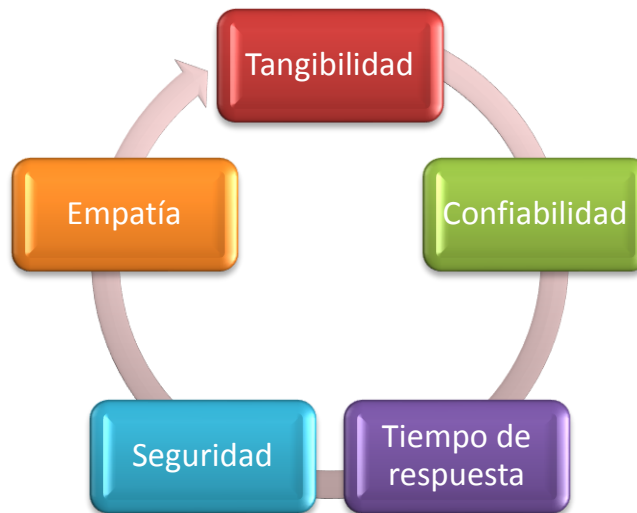 Tangibilidad
Confiabilidad
Tiempo de
respuesta
Seguridad
Empatía